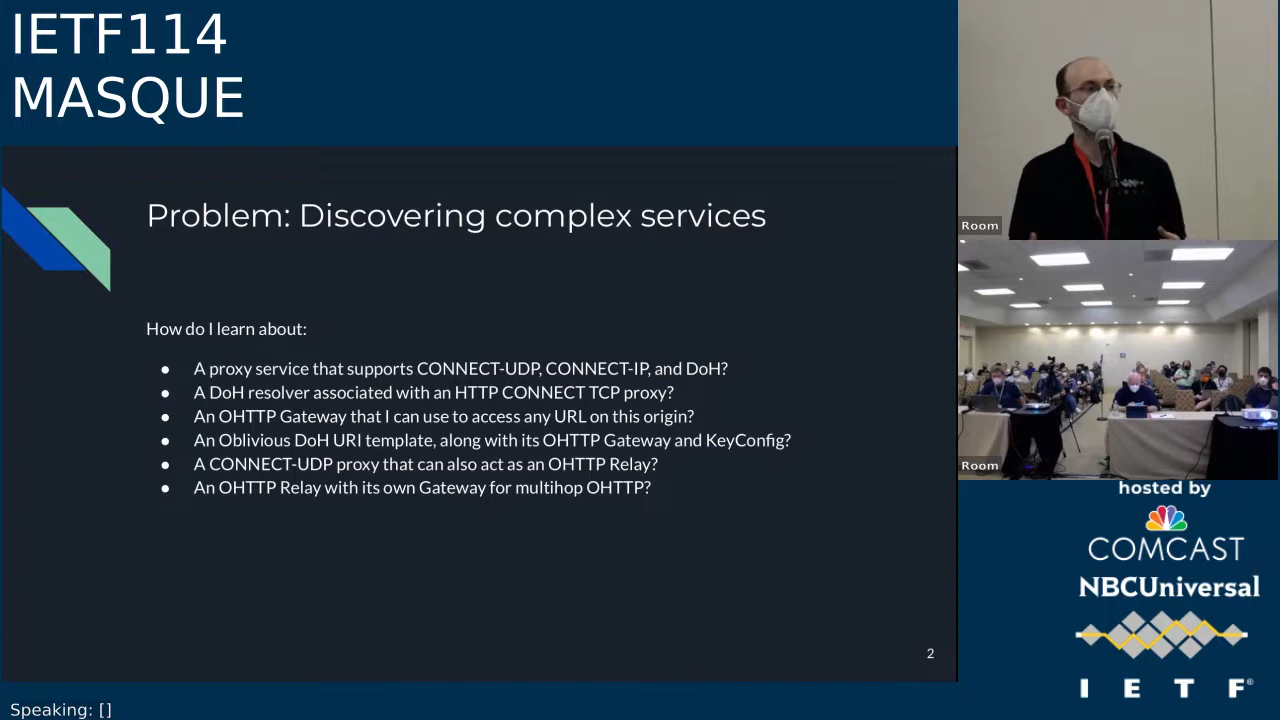 IETF114
MASQUE
Problem: Discovering complex services
How do I learn about:
● A proxy service that supports CONNECT-UDP, CONNECT-IP, and DoH?
● A DoH resolver associated with an HTTP CONNECT TCP proxy?
● An OHTTP Gateway that I can use to access any URL on this origin?
● An Oblivious DoH URI template, along with its OHTTP Gateway and KeyConfig?
● A CONNECT-UDP proxy that can also act as an OHTTP Relay?
● An OHTTP Relay with its own Gateway for multihop OHTTP?
2
Speaking: []
Room
Room
hosted by
COMCAST
NBCUniversal
I E T F®